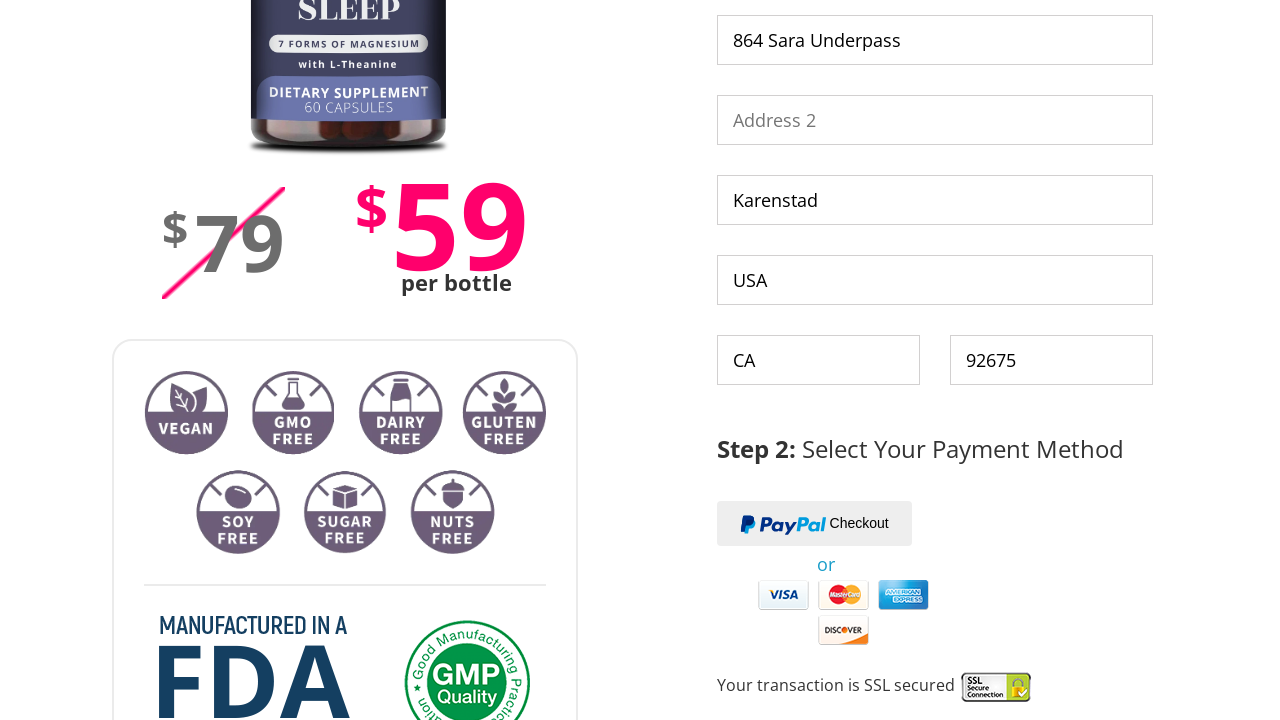 SLEEP
7 FORMS OF MAGNESIUM
with L-Theanine
DIETARY SUPPLEMENT
60 CAPSULES
$79
$59
per bottle
VEGAN
GMO FREE
DAIRY FREE
GLUTEN FREE
SOY FREE
SUGAR FREE
NUTS FREE
MANUFACTURED IN A
FDA
Good Manufacturing Practice
GMP
Quality
864 Sara Underpass
Address 2
Karenstad
USA
CA
92675
Step 2: Select Your Payment Method
PayPal Checkout
or
VISA
MasterCard
AMERICAN EXPRESS
DISCOVER
Your transaction is SSL secured
SSL
Secure
Connection